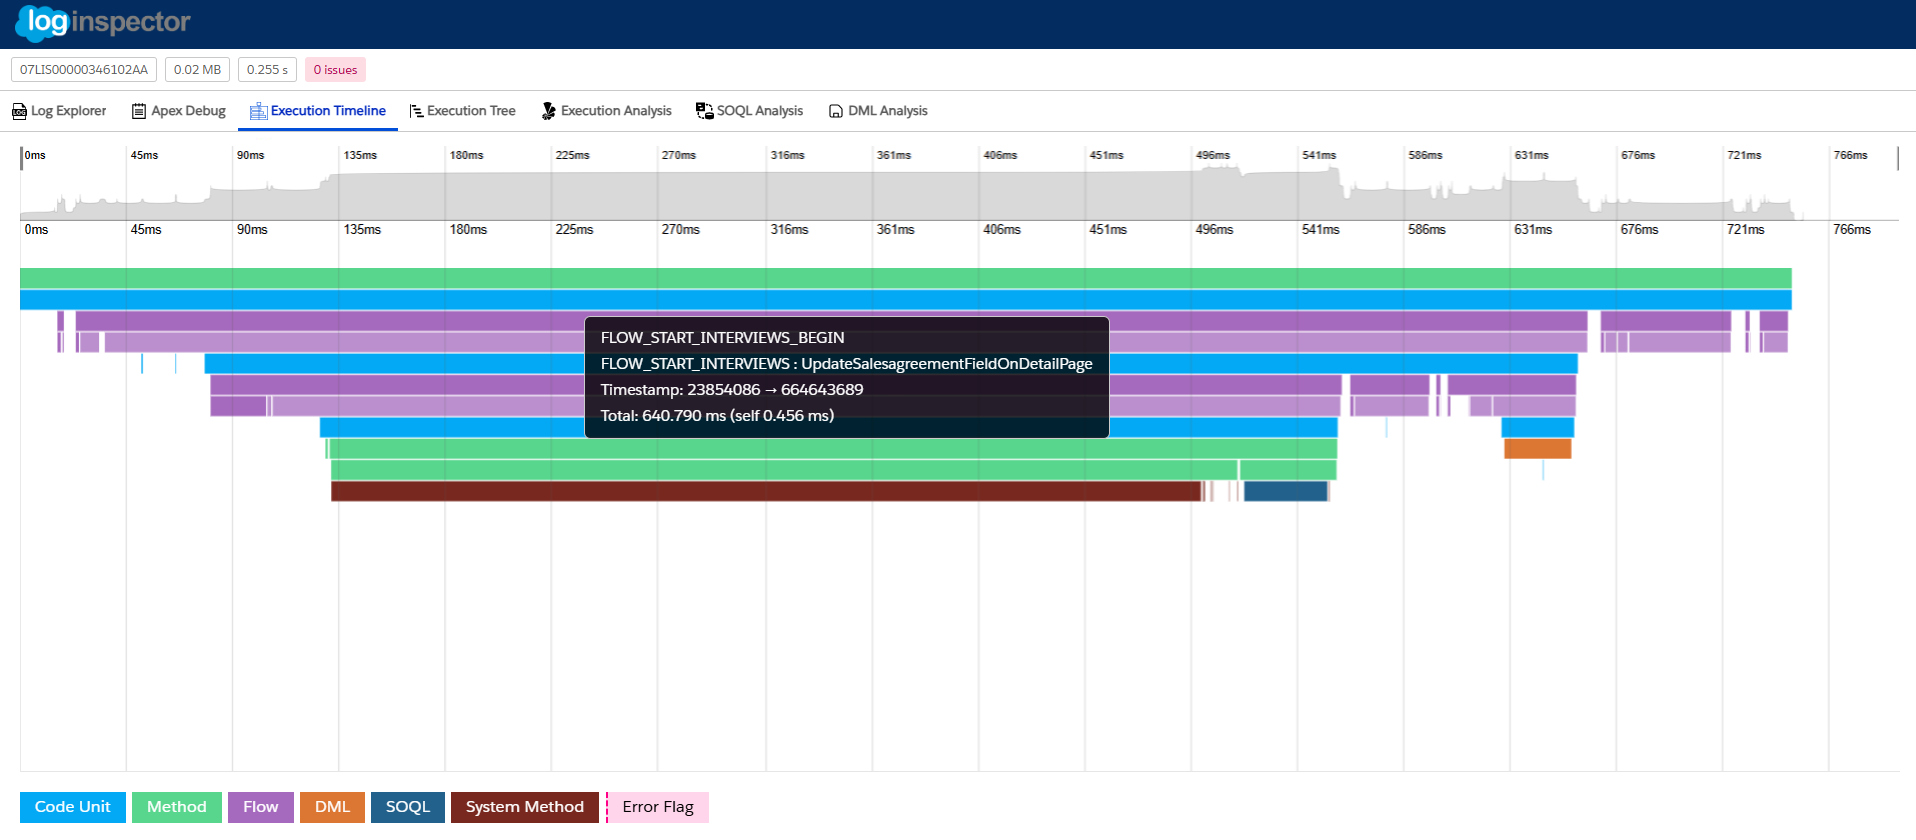 loginspector
07LIS00000346102AA 0.02 MB 0.255 s 0 issues
Log Explorer Apex Debug Execution Timeline Execution Tree Execution Analysis SOQL Analysis DML Analysis
0ms 45ms 90ms 135ms 180ms 225ms 270ms 316ms 361ms 406ms 451ms 496ms 541ms 586ms 631ms 676ms 721ms 766ms
0ms 45ms 90ms 135ms 180ms 225ms 270ms 316ms 361ms 406ms 451ms 496ms 541ms 586ms 631ms 676ms 721ms 766ms
FLOW_START_INTERVIEWS_BEGIN
FLOW_START_INTERVIEWS : UpdateSalesagreementFieldOnDetailPage
Timestamp: 23854086 → 664643689
Total: 640.790 ms (self 0.456 ms)
Code Unit Method Flow DML SOQL System Method Error Flag